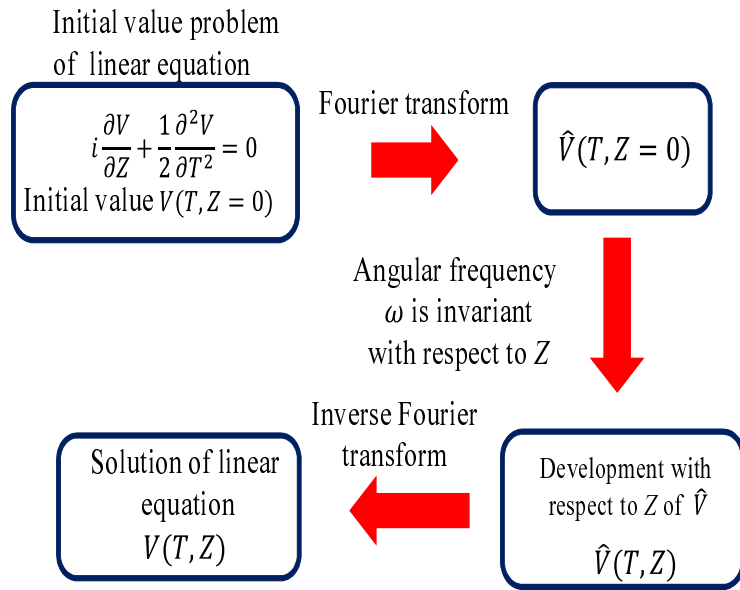 Initial value problem
of linear equation
i ∂V/∂Z + 1/2 ∂²V/∂T² = 0
Initial value V(T, Z = 0)
Fourier transform
V̂(T, Z = 0)
Angular frequency
ω is invariant
with respect to Z
Inverse Fourier
transform
Development with
respect to Z of V̂
V̂(T, Z)
Solution of linear
equation
V(T, Z)